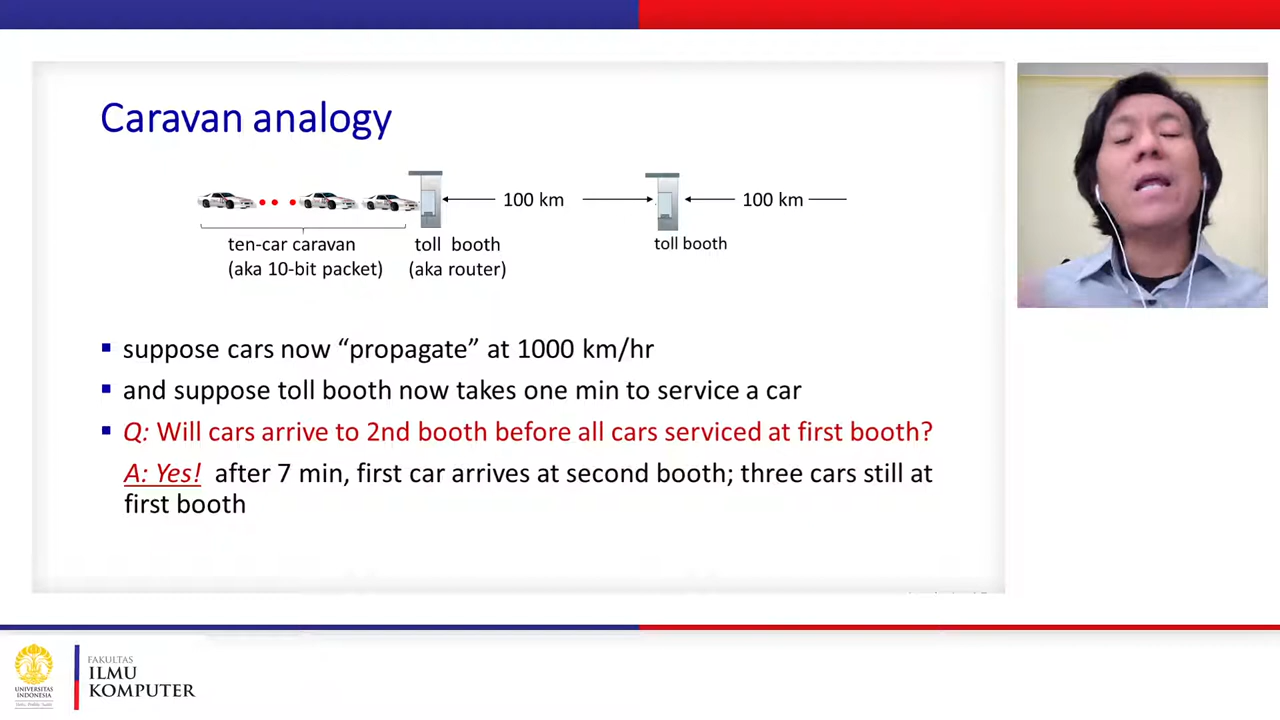 Caravan analogy
100 km
100 km
ten-car caravan
(aka 10-bit packet)
toll booth
(aka router)
toll booth
▪ suppose cars now “propagate” at 1000 km/hr
▪ and suppose toll booth now takes one min to service a car
▪ Q: Will cars arrive to 2nd booth before all cars serviced at first booth?
A: Yes! after 7 min, first car arrives at second booth; three cars still at
first booth
UNIVERSITAS
INDONESIA
FAKULTAS
ILMU
KOMPUTER